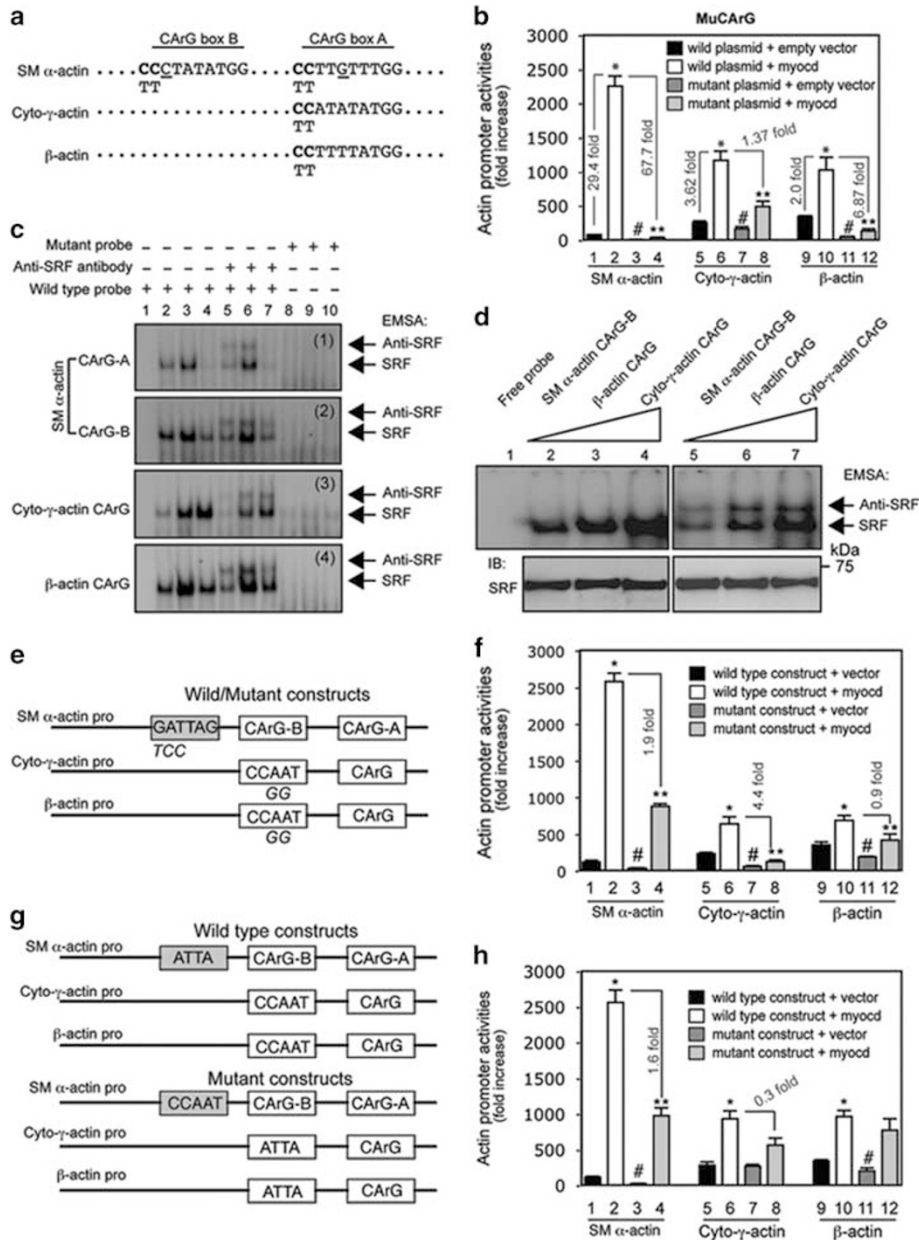 a
CArG box B CArG box A
SM α-actin ······CCCTATATGG·····CCTTGTTTGG····
TT TT
Cyto-γ-actin ······················CCATATATGG····
TT
β-actin ······················CCTTTTATGG····
TT
b
MuCArG
wild plasmid + empty vector
wild plasmid + myocd
mutant plasmid + empty vector
mutant plasmid + myocd
Actin promoter activities
(fold increase)
3000
2500
2000
1500
1000
500
0
29.4 fold
67.7 fold
3.62 fold
1.37 fold
2.0 fold
6.87 fold
* # ** * # ** * # **
1 2 3 4 5 6 7 8 9 10 11 12
SM α-actin Cyto-γ-actin β-actin
c
Mutant probe – – – – – – – + + +
Anti-SRF antibody – – – – + + + – – –
Wild type probe + + + + + + + – – –
1 2 3 4 5 6 7 8 9 10
EMSA:
SM α-actin
CArG-A
(1)
Anti-SRF
SRF
CArG-B
(2)
Anti-SRF
SRF
Cyto-γ-actin CArG
(3)
Anti-SRF
SRF
β-actin CArG
(4)
Anti-SRF
SRF
d
Free probe
SM α-actin CArG-B
β-actin CArG
Cyto-γ-actin CArG
SM α-actin CArG-B
β-actin CArG
Cyto-γ-actin CArG
1 2 3 4 5 6 7
EMSA:
Anti-SRF
SRF
kDa
75
IB:
SRF
e
Wild/Mutant constructs
SM α-actin pro GATTAG CArG-B CArG-A
TCC
Cyto-γ-actin pro CCAAT CArG
GG
β-actin pro CCAAT CArG
GG
f
wild type construct + vector
wild type construct + myocd
mutant construct + vector
mutant construct + myocd
Actin promoter activities
(fold increase)
3000
2500
2000
1500
1000
500
0
1.9 fold
4.4 fold
0.9 fold
* # ** * # ** * # **
1 2 3 4 5 6 7 8 9 10 11 12
SM α-actin Cyto-γ-actin β-actin
g
Wild type constructs
SM α-actin pro ATTA CArG-B CArG-A
Cyto-γ-actin pro CCAAT CArG
β-actin pro CCAAT CArG
Mutant constructs
SM α-actin pro CCAAT CArG-B CArG-A
Cyto-γ-actin pro ATTA CArG
β-actin pro ATTA CArG
h
wild type construct + vector
wild type construct + myocd
mutant construct + vector
mutant construct + myocd
Actin promoter activities
(fold increase)
3000
2500
2000
1500
1000
500
0
1.6 fold
0.3 fold
* # ** * * #
1 2 3 4 5 6 7 8 9 10 11 12
SM α-actin Cyto-γ-actin β-actin